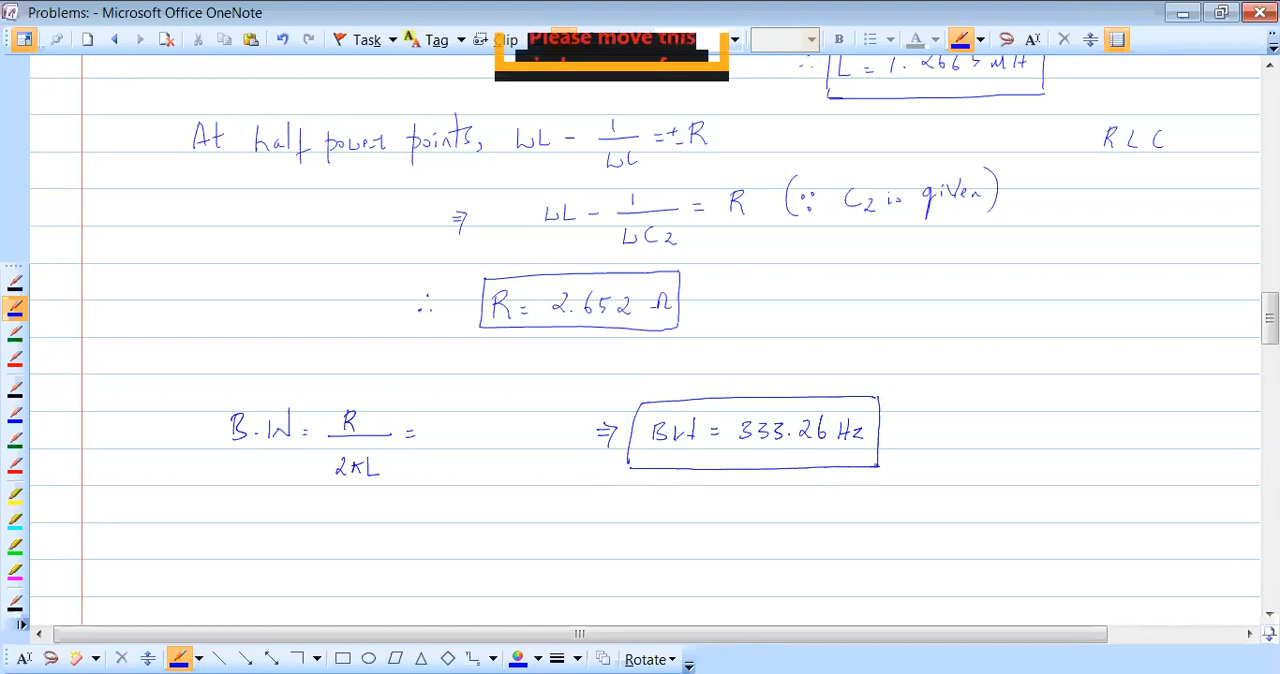 Problems: - Microsoft Office OneNote
Task Tag Clip Please move this B A
∴ L = 1.2665 mH
At half power points, ωL - 1/ωC = ± R
R L C
⇒ ωL - 1/ωC2 = R (∵ C2 is given)
∴ R = 2.652 Ω
B.W = R/2πL = ⇒ BW = 333.26 Hz
Rotate